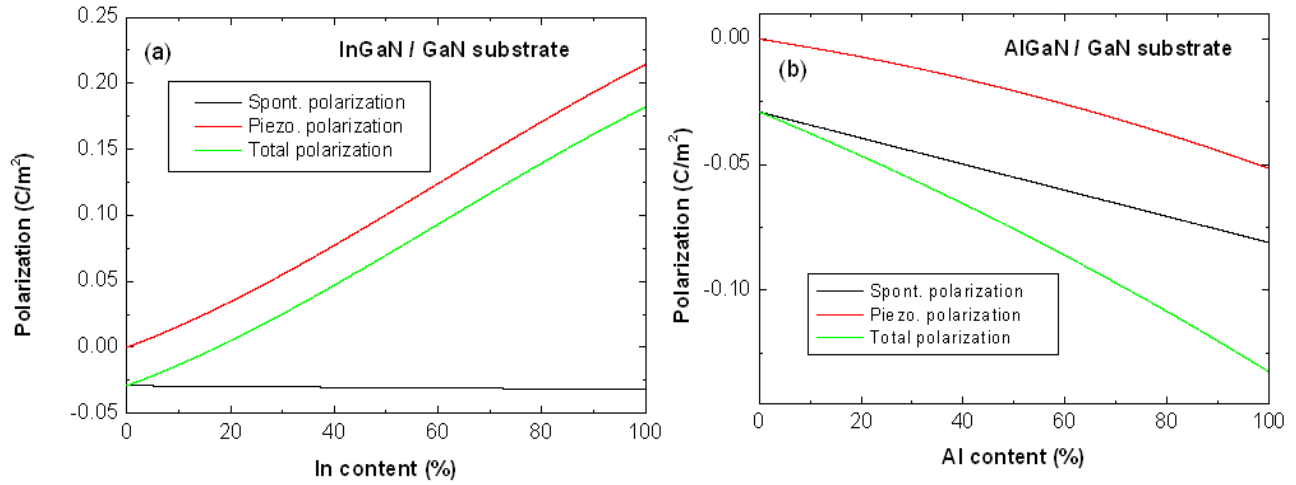 (a)
InGaN / GaN substrate
Spont. polarization
Piezo. polarization
Total polarization
0.25
0.20
0.15
0.10
0.05
0.00
-0.05
Polarization (C/m²)
0 20 40 60 80 100
In content (%)
AlGaN / GaN substrate
(b)
0.00
-0.05
-0.10
Polarization (C/m²)
Spont. polarization
Piezo. polarization
Total polarization
0 20 40 60 80 100
Al content (%)